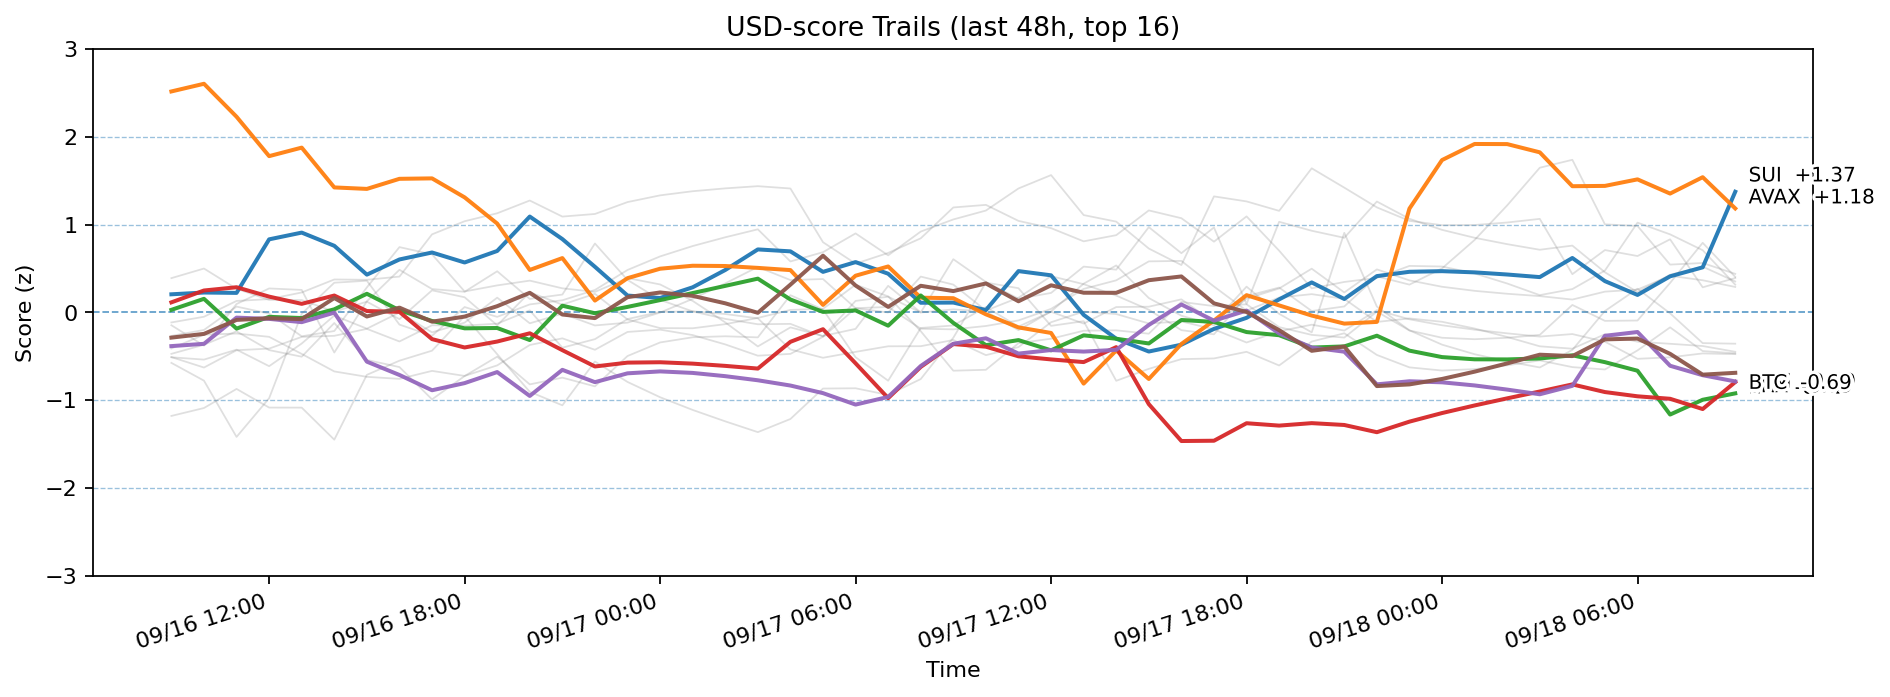 USD-score Trails (last 48h, top 16)
3
2
1
0
−1
−2
−3
Score (z)
SUI +1.37
AVAX +1.18
BTC -0.69
09/16 12:00
09/16 18:00
09/17 00:00
09/17 06:00
09/17 12:00
09/17 18:00
09/18 00:00
09/18 06:00
Time